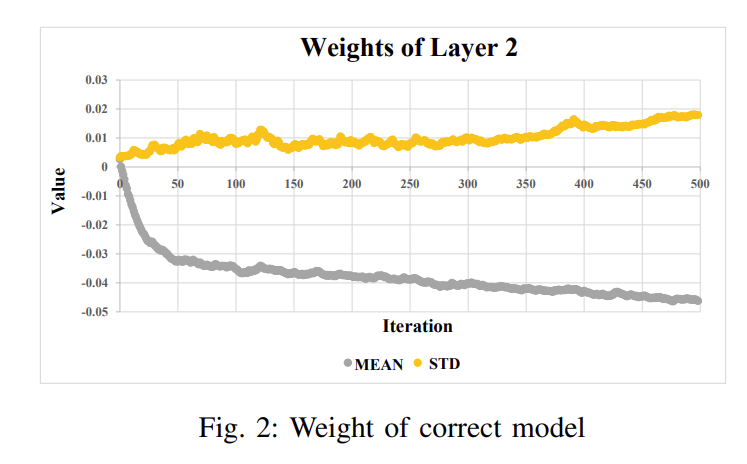 Weights of Layer 2
0.03
0.02
0.01
0
-0.01
-0.02
-0.03
-0.04
-0.05
Value
0 50 100 150 200 250 300 350 400 450 500
Iteration
MEAN STD
Fig. 2: Weight of correct model